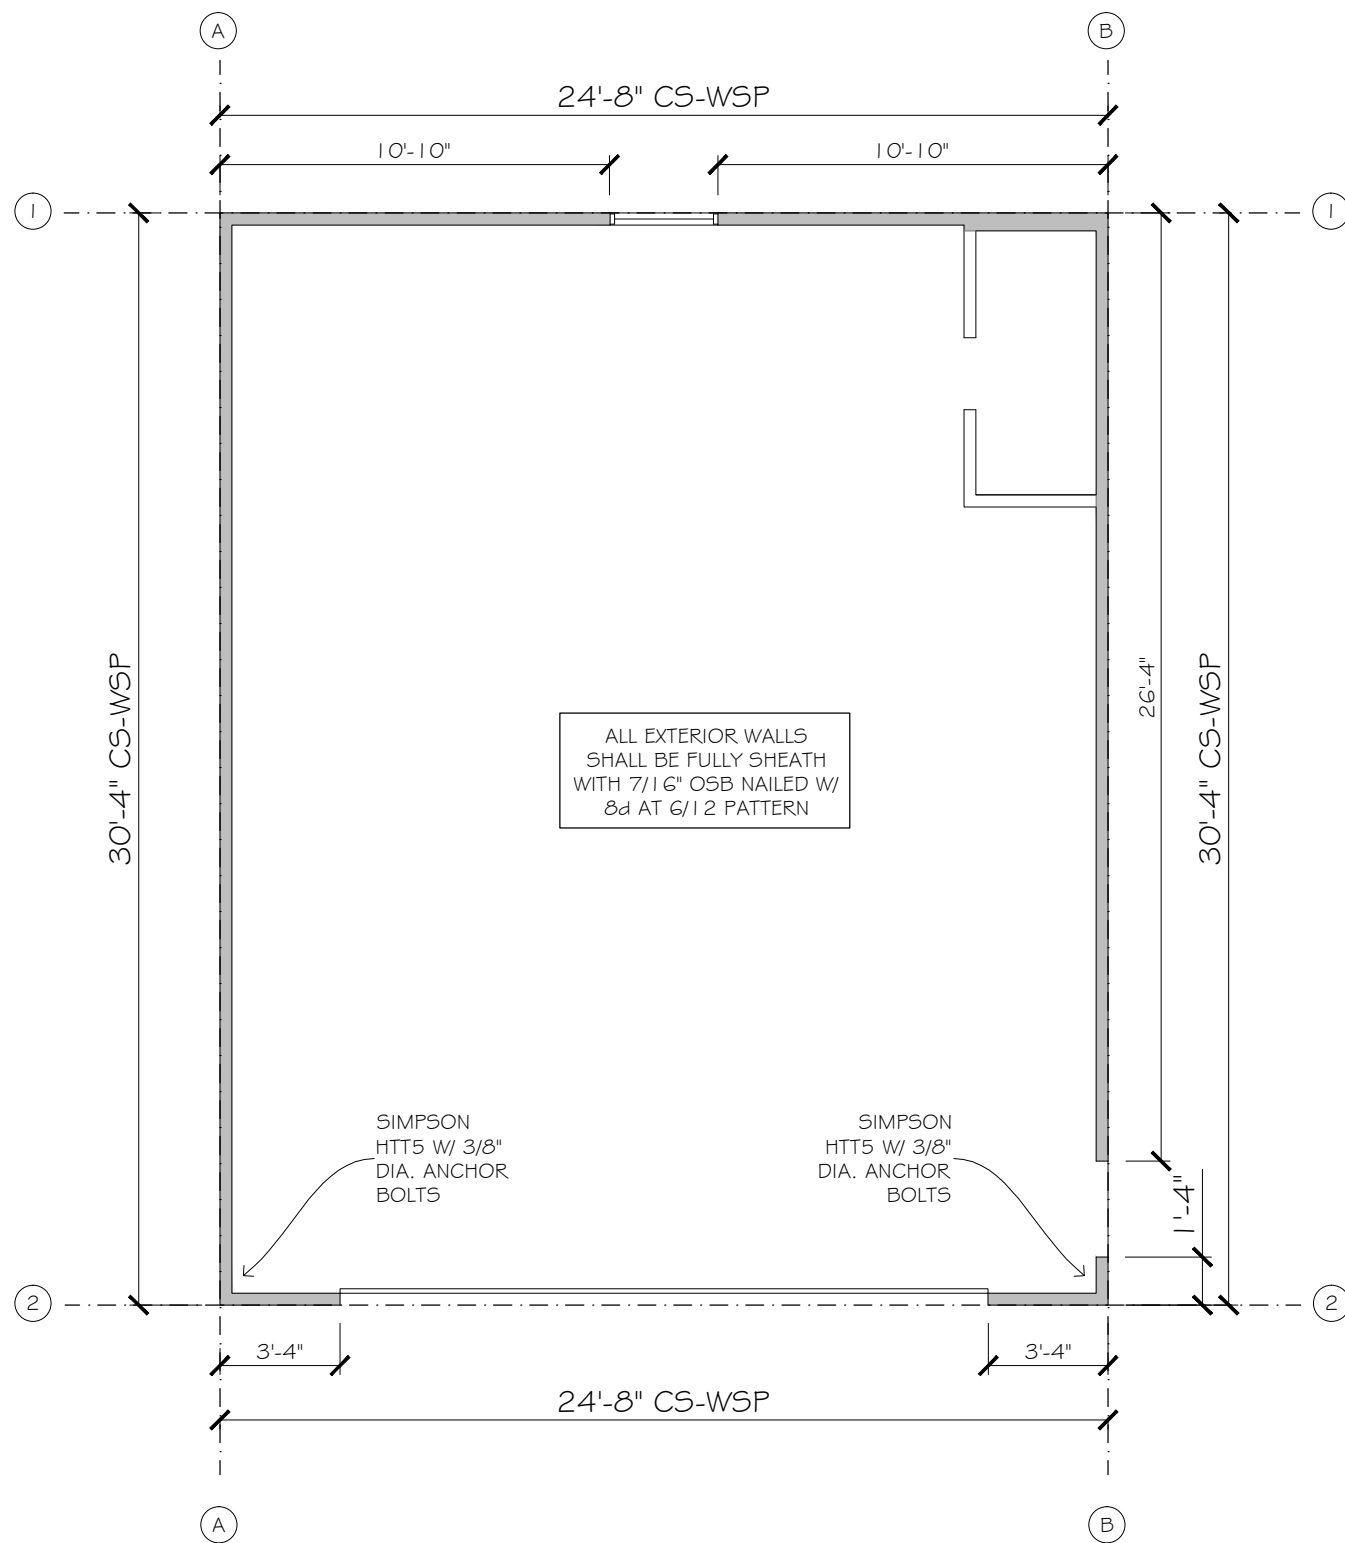 A
B
24'-8" CS-WSP
10'-10"
10'-10"
1
1
30'-4" CS-WSP
26'-4"
30'-4" CS-WSP
ALL EXTERIOR WALLS
SHALL BE FULLY SHEATH
WITH 7/16" OSB NAILED W/
8d AT 6/12 PATTERN
SIMPSON
HTT5 W/ 3/8"
DIA. ANCHOR
BOLTS
SIMPSON
HTT5 W/ 3/8"
DIA. ANCHOR
BOLTS
1'-4"
2
2
3'-4"
3'-4"
24'-8" CS-WSP
A
B